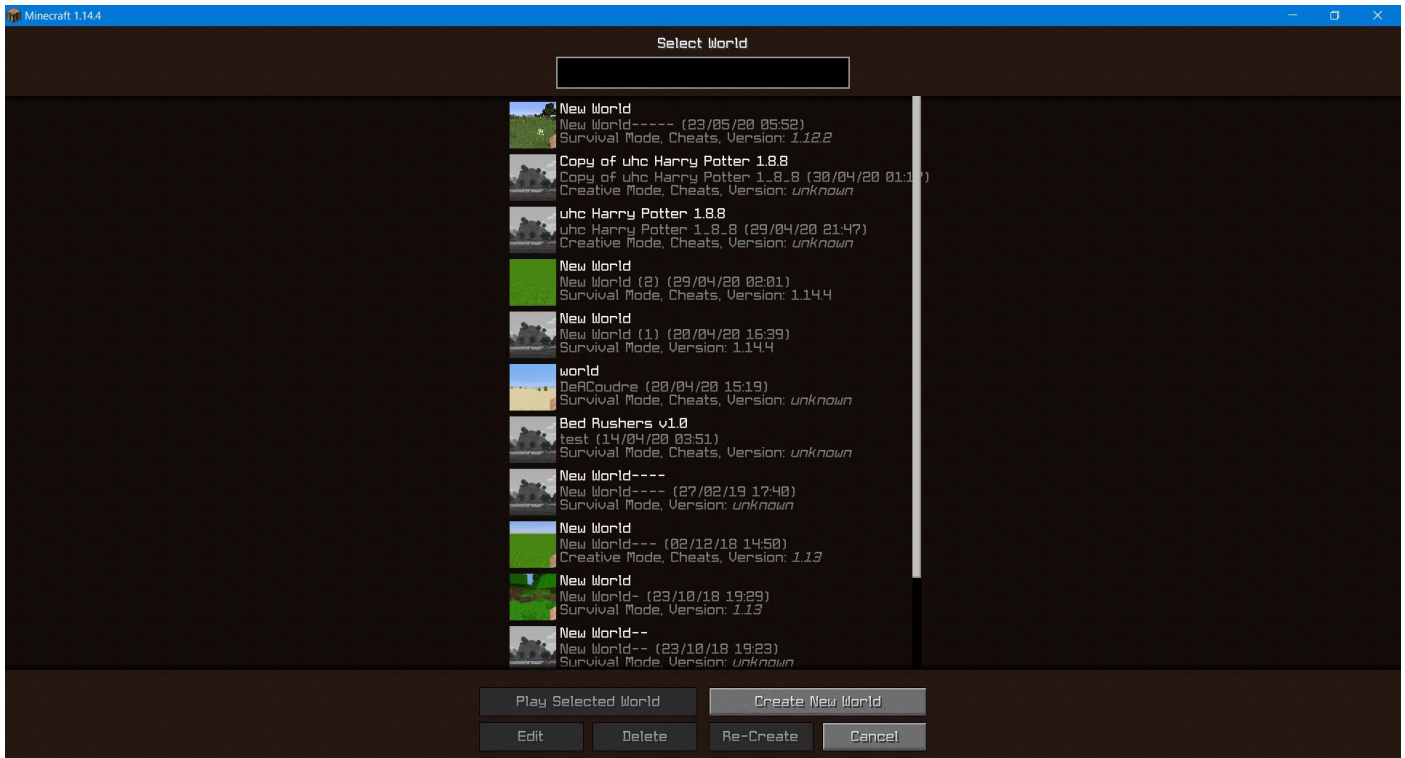 Minecraft 1.14.4
Select World
New World
New World----- (23/05/20 05:52)
Survival Mode, Cheats, Version: 1.12.2
Copy of uhc Harry Potter 1.8.8
Copy of uhc Harry Potter 1_8_8 (30/04/20
Creative Mode, Cheats, Version: unknown
uhc Harry Potter 1.8.8
uhc Harry Potter 1_8_8 (29/04/20 21:47)
Creative Mode, Cheats, Version: unknown
New World
New World (2) (29/04/20 02:01)
Survival Mode, Cheats, Version: 1.14.4
New World
New World (1) (20/04/20 16:39)
Survival Mode, Version: 1.14.4
world
DeACoudre (20/04/20 15:19)
Survival Mode, Cheats, Version: unknown
Bed Rushers v1.0
test (14/04/20 03:51)
Survival Mode, Cheats, Version: unknown
New World----
New World---- (27/02/19 17:40)
Survival Mode, Version: unknown
New World
New World--- (02/12/18 14:50)
Creative Mode, Cheats, Version: 1.13
New World
New World- (23/10/18 19:29)
Survival Mode, Version: 1.13
New World--
New World-- (23/10/18 19:23)
Survival Mode, Version: unknown
Play Selected World
Create New World
Edit
Delete
Re-Create
Cancel